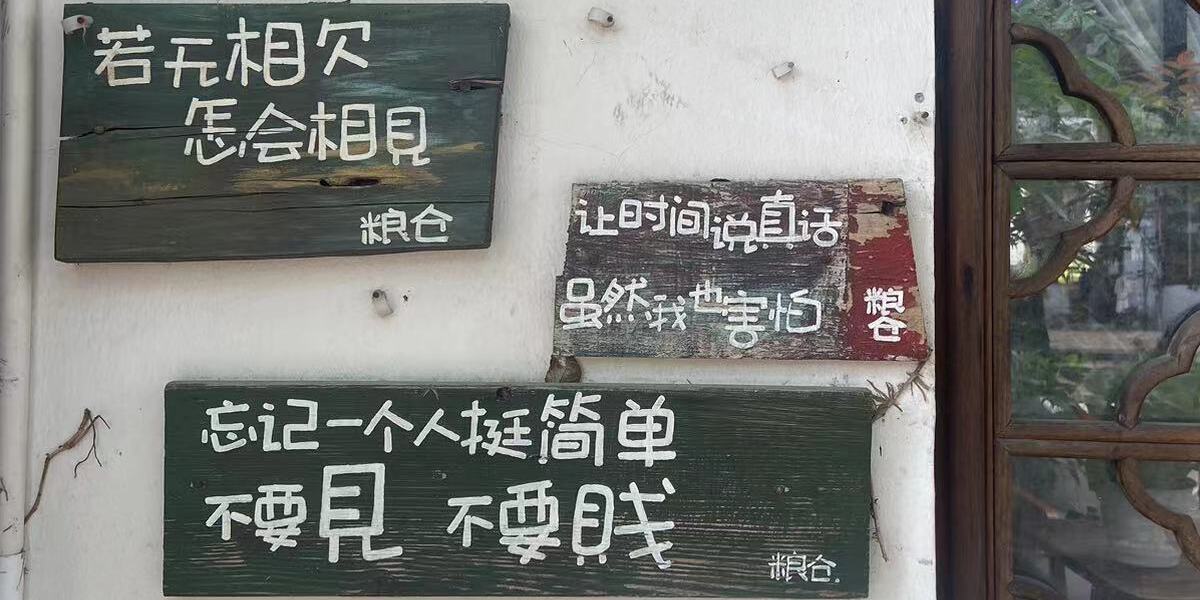 若无相欠
怎会相見
粮仓
让时间说真话
虽然我也害怕
粮仓
忘记一个人挺简单
不要見 不要賎
粮仓